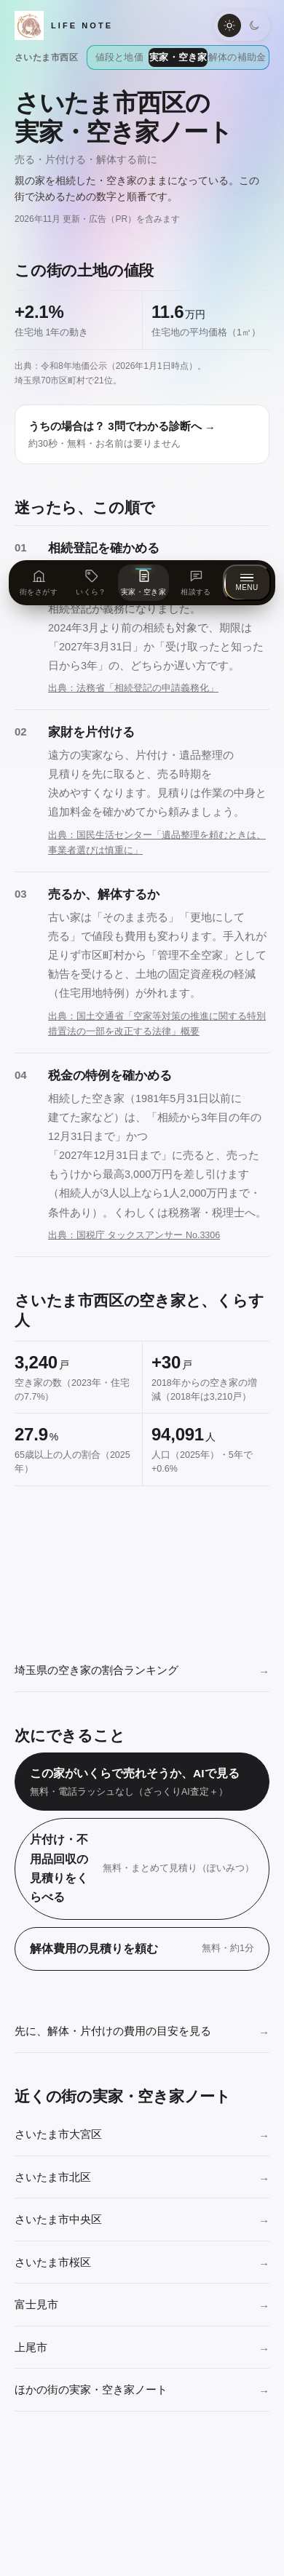 LIFE NOTE
さいたま市西区
値段と地価
実家・空き家
解体の補助金
さいたま市西区の
実家・空き家ノート
売る・片付ける・解体する前に
親の家を相続した・空き家のままになっている。この
街で決めるための数字と順番です。
2026年11月 更新・広告（PR）を含みます
この街の土地の値段
+2.1%
住宅地 1年の動き
11.6万円
住宅地の平均価格（1㎡）
出典：令和8年地価公示（2026年1月1日時点）。
埼玉県70市区町村で21位。
うちの場合は？ 3問でわかる診断へ →
約30秒・無料・お名前は要りません
迷ったら、この順で
01
相続登記を確かめる
街をさがす
いくら？
実家・空き家
相談する
MENU
相続登記が義務になりました。
2024年3月より前の相続も対象で、期限は
「2027年3月31日」か「受け取ったと知った
日から3年」の、どちらか遅い方です。
出典：法務省「相続登記の申請義務化」
02
家財を片付ける
遠方の実家なら、片付け・遺品整理の
見積りを先に取ると、売る時期を
決めやすくなります。見積りは作業の中身と
追加料金を確かめてから頼みましょう。
出典：国民生活センター「遺品整理を頼むときは、
事業者選びは慎重に」
03
売るか、解体するか
古い家は「そのまま売る」「更地にして
売る」で値段も費用も変わります。手入れが
足りず市区町村から「管理不全空家」として
勧告を受けると、土地の固定資産税の軽減
（住宅用地特例）が外れます。
出典：国土交通省「空家等対策の推進に関する特別
措置法の一部を改正する法律」概要
04
税金の特例を確かめる
相続した空き家（1981年5月31日以前に
建てた家など）は、「相続から3年目の年の
12月31日まで」かつ
「2027年12月31日まで」に売ると、売った
もうけから最高3,000万円を差し引けます
（相続人が3人以上なら1人2,000万円まで・
条件あり）。くわしくは税務署・税理士へ。
出典：国税庁 タックスアンサー No.3306
さいたま市西区の空き家と、くらす
人
3,240戸
空き家の数（2023年・住宅
の7.7%）
+30戸
2018年からの空き家の増
減（2018年は3,210戸）
27.9%
65歳以上の人の割合（2025
年）
94,091人
人口（2025年）・5年で
+0.6%
埼玉県の空き家の割合ランキング →
次にできること
この家がいくらで売れそうか、AIで見る
無料・電話ラッシュなし（ざっくりAI査定＋）
片付け・不
用品回収の
見積りをく
らべる
無料・まとめて見積り（ぽいみつ）
解体費用の見積りを頼む
無料・約1分
先に、解体・片付けの費用の目安を見る →
近くの街の実家・空き家ノート
さいたま市大宮区 →
さいたま市北区 →
さいたま市中央区 →
さいたま市桜区 →
富士見市 →
上尾市 →
ほかの街の実家・空き家ノート →